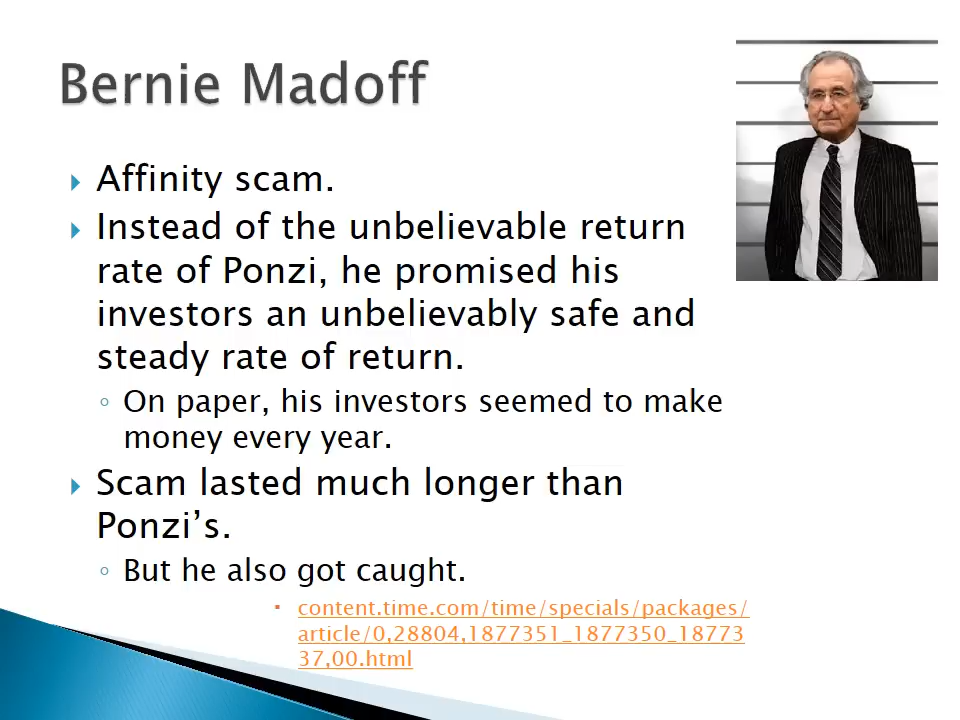 Bernie Madoff
Affinity scam.
Instead of the unbelievable return
rate of Ponzi, he promised his
investors an unbelievably safe and
steady rate of return.
On paper, his investors seemed to make
money every year.
Scam lasted much longer than
Ponzi’s.
But he also got caught.
content.time.com/time/specials/packages/
article/0,28804,1877351_1877350_18773
37,00.html